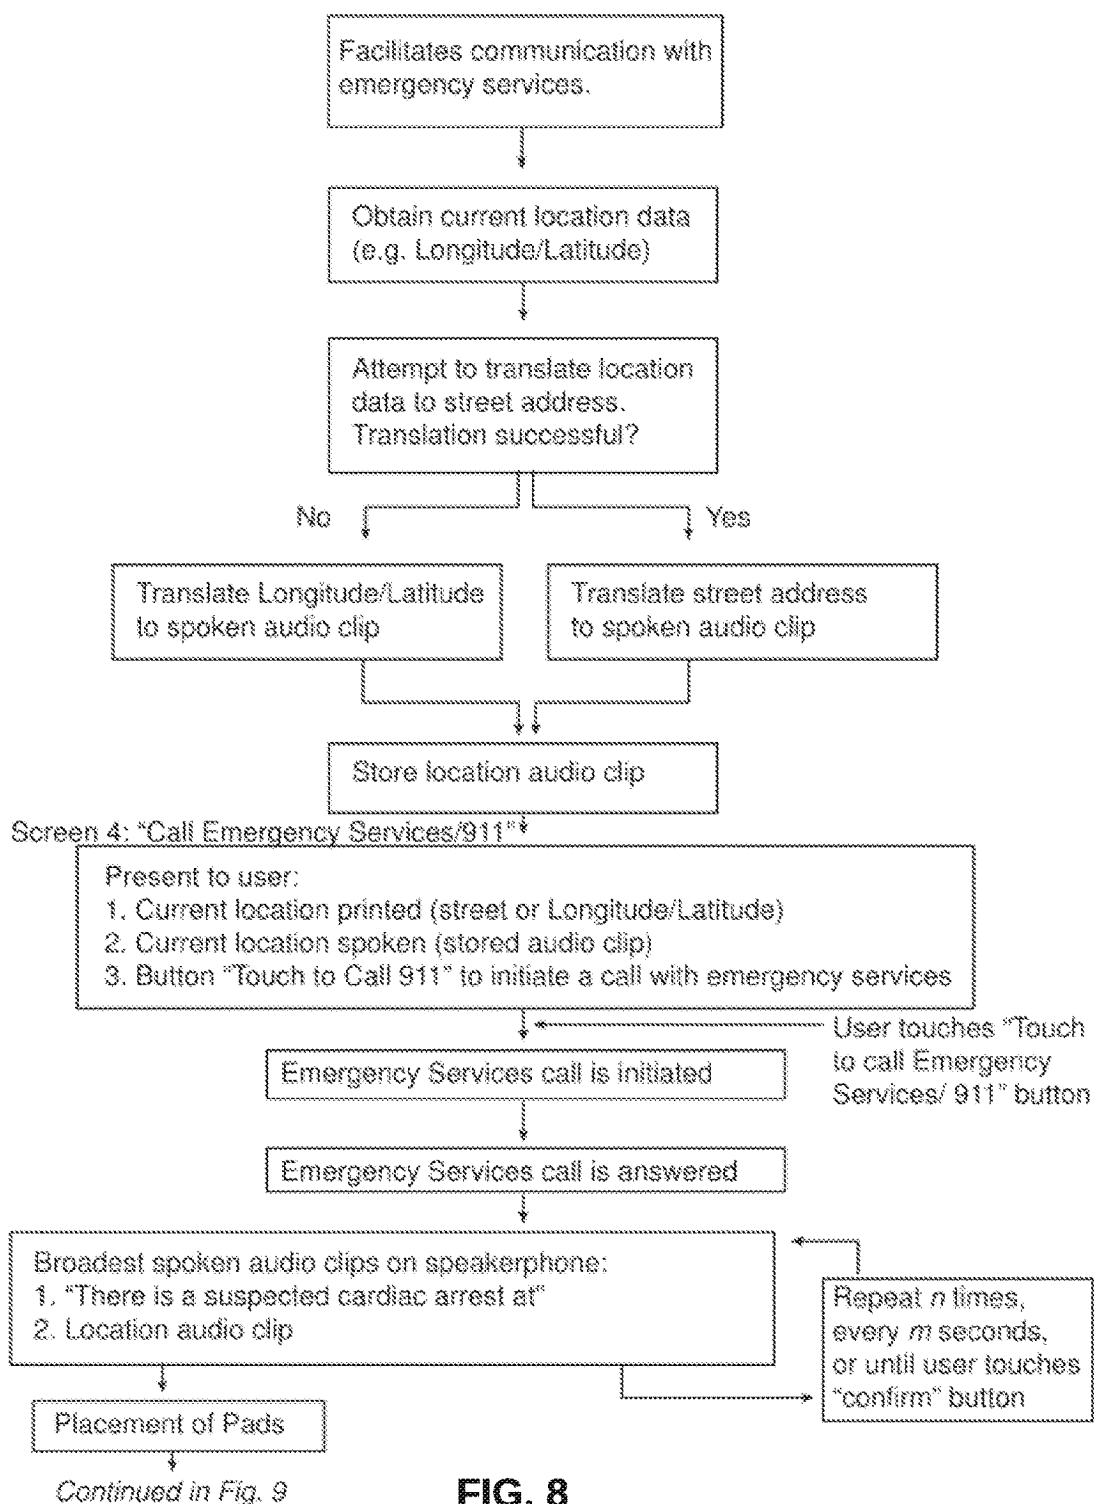 Facilitates communication with
emergency services.
Obtain current location data
(e.g. Longitude/Latitude)
Attempt to translate location
data to street address.
Translation successful?
No
Yes
Translate Longitude/Latitude
to spoken audio clip
Translate street address
to spoken audio clip
Store location audio clip
Screen 4: “Call Emergency Services/911”
Present to user:
1. Current location printed (street or Longitude/Latitude)
2. Current location spoken (stored audio clip)
3. Button “Touch to Call 911” to initiate a call with emergency services
User touches “Touch
to call Emergency
Services/ 911” button
Emergency Services call is initiated
Emergency Services call is answered
Broadest spoken audio clips on speakerphone:
1. “There is a suspected cardiac arrest at”
2. Location audio clip
Repeat n times,
every m seconds,
or until user touches
“confirm” button
Placement of Pads
Continued in Fig. 9
FIG. 8